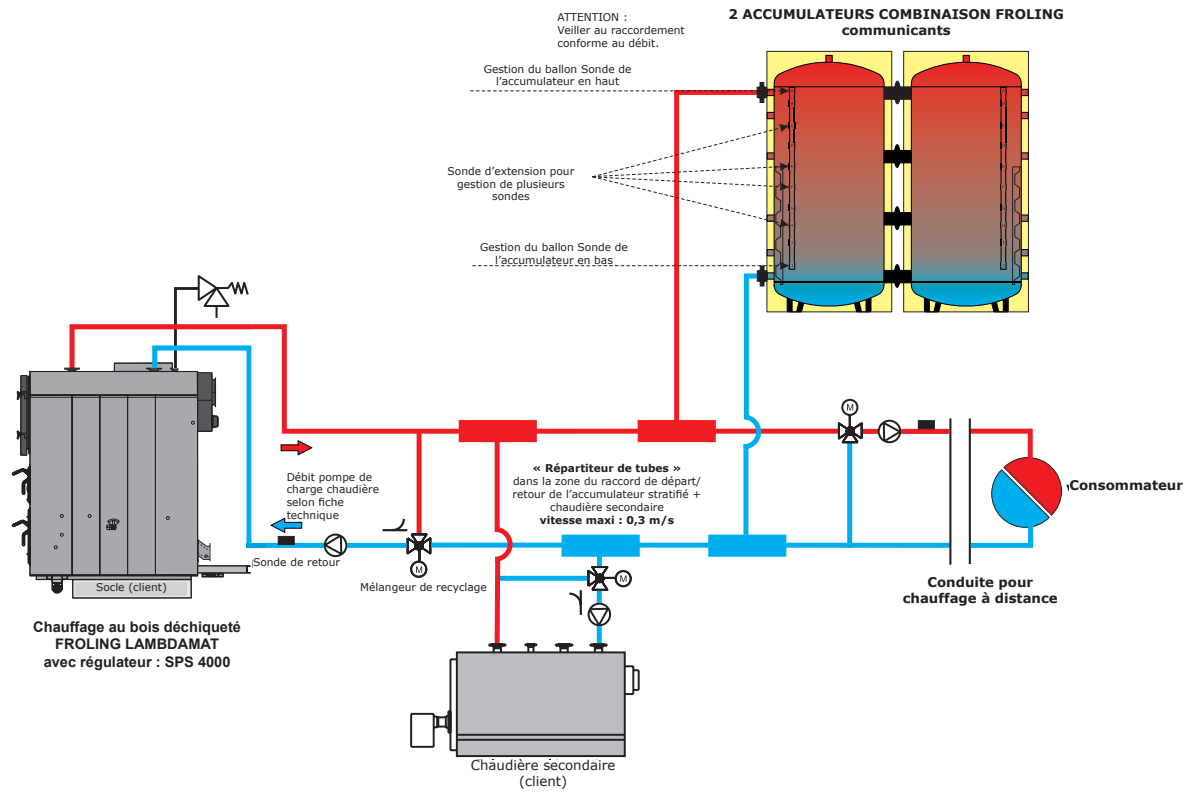 ATTENTION :
Veiller au raccordement
conforme au débit.
2 ACCUMULATEURS COMBINAISON FROLING
communicants
Gestion du ballon Sonde de
l’accumulateur en haut
Sonde d’extension pour
gestion de plusieurs
sondes
Gestion du ballon Sonde de
l’accumulateur en bas
M
« Répartiteur de tubes »
dans la zone du raccord de départ/
retour de l’accumulateur stratifié +
chaudière secondaire
vitesse maxi : 0,3 m/s
Consommateur
Débit pompe de
charge chaudière
selon fiche
technique
Sonde de retour
M
Mélangeur de recyclage
M
Conduite pour
chauffage à distance
Socle (client)
Chauffage au bois déchiqueté
FROLING LAMBDAMAT
avec régulateur : SPS 4000
Chaudière secondaire
(client)